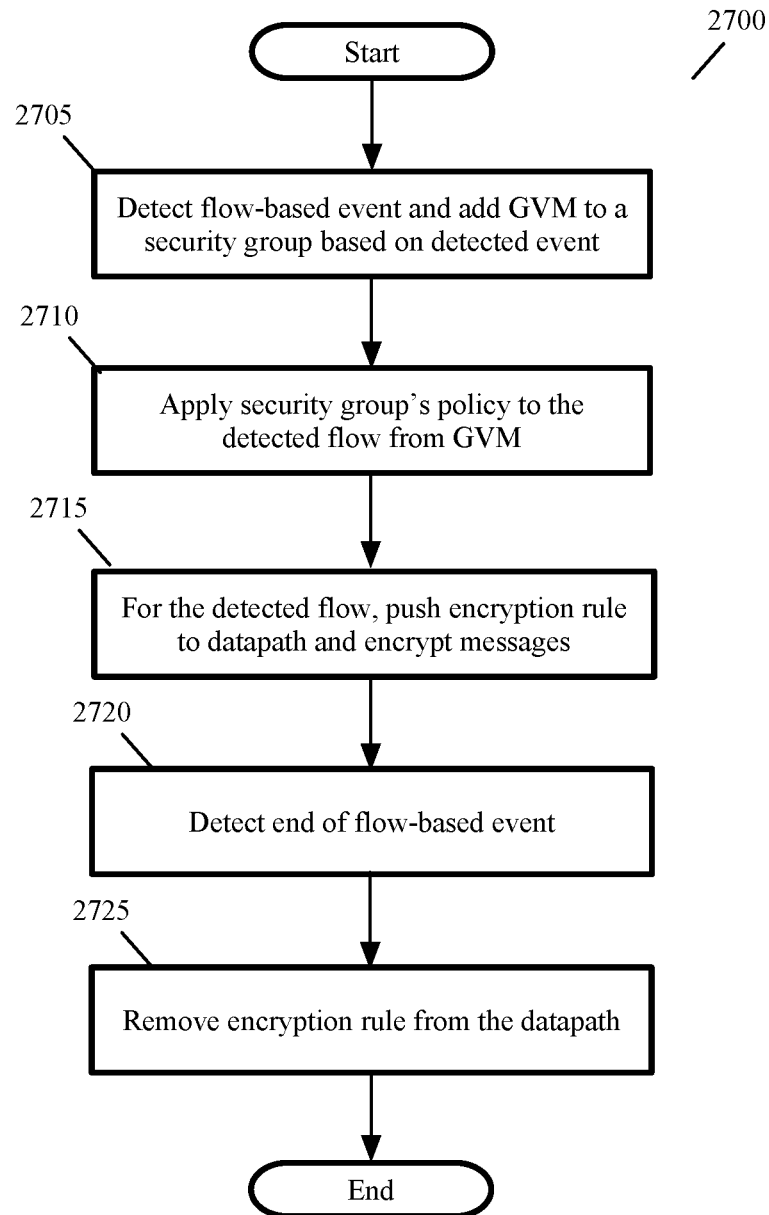 2700
Start
2705
Detect flow-based event and add GVM to a
security group based on detected event
2710
Apply security group’s policy to the
detected flow from GVM
2715
For the detected flow, push encryption rule
to datapath and encrypt messages
2720
Detect end of flow-based event
2725
Remove encryption rule from the datapath
End